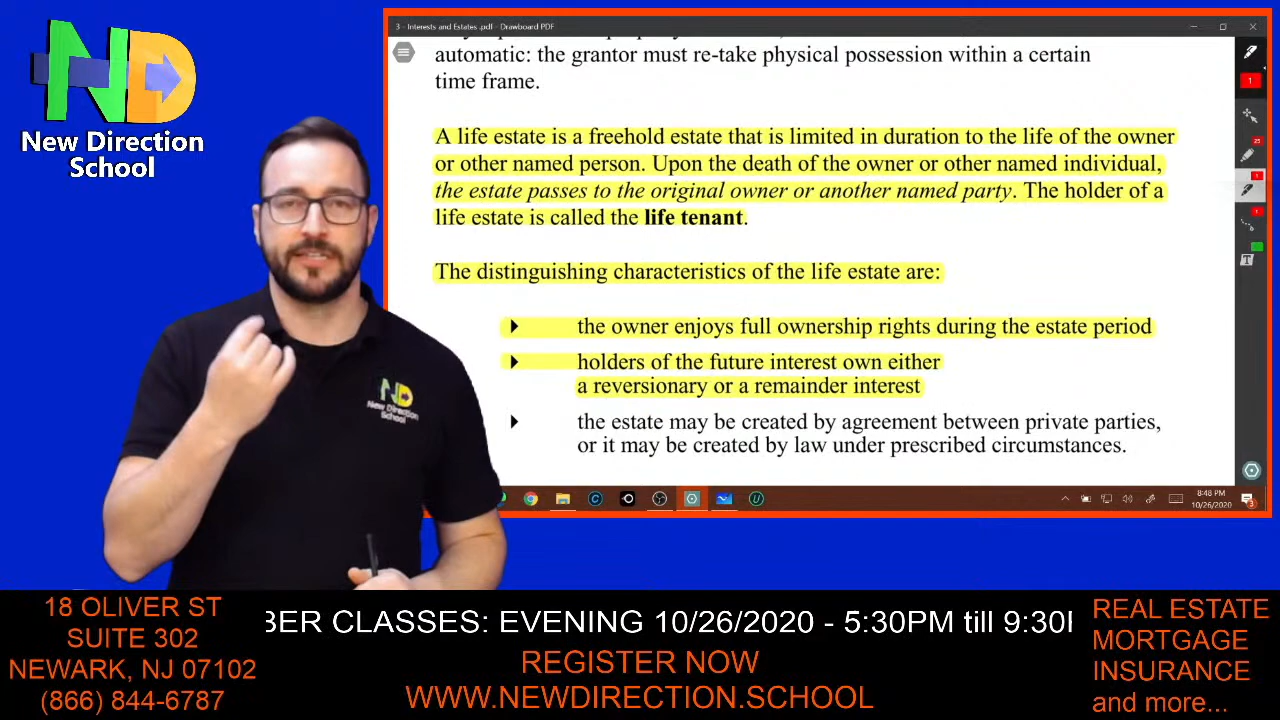 ND
New Direction
School
3 - Interests and Estates .pdf - Drawboard PDF
automatic: the grantor must re-take physical possession within a certain
time frame.
A life estate is a freehold estate that is limited in duration to the life of the owner
or other named person. Upon the death of the owner or other named individual,
the estate passes to the original owner or another named party. The holder of a
life estate is called the life tenant.
The distinguishing characteristics of the life estate are:
the owner enjoys full ownership rights during the estate period
holders of the future interest own either
a reversionary or a remainder interest
the estate may be created by agreement between private parties,
or it may be created by law under prescribed circumstances.
8:48 PM
10/26/2020
ND
New Direction
School
18 OLIVER ST
SUITE 302
NEWARK, NJ 07102
(866) 844-6787
BER CLASSES: EVENING 10/26/2020 - 5:30PM till 9:30
REGISTER NOW
WWW.NEWDIRECTION.SCHOOL
REAL ESTATE
MORTGAGE
INSURANCE
and more...